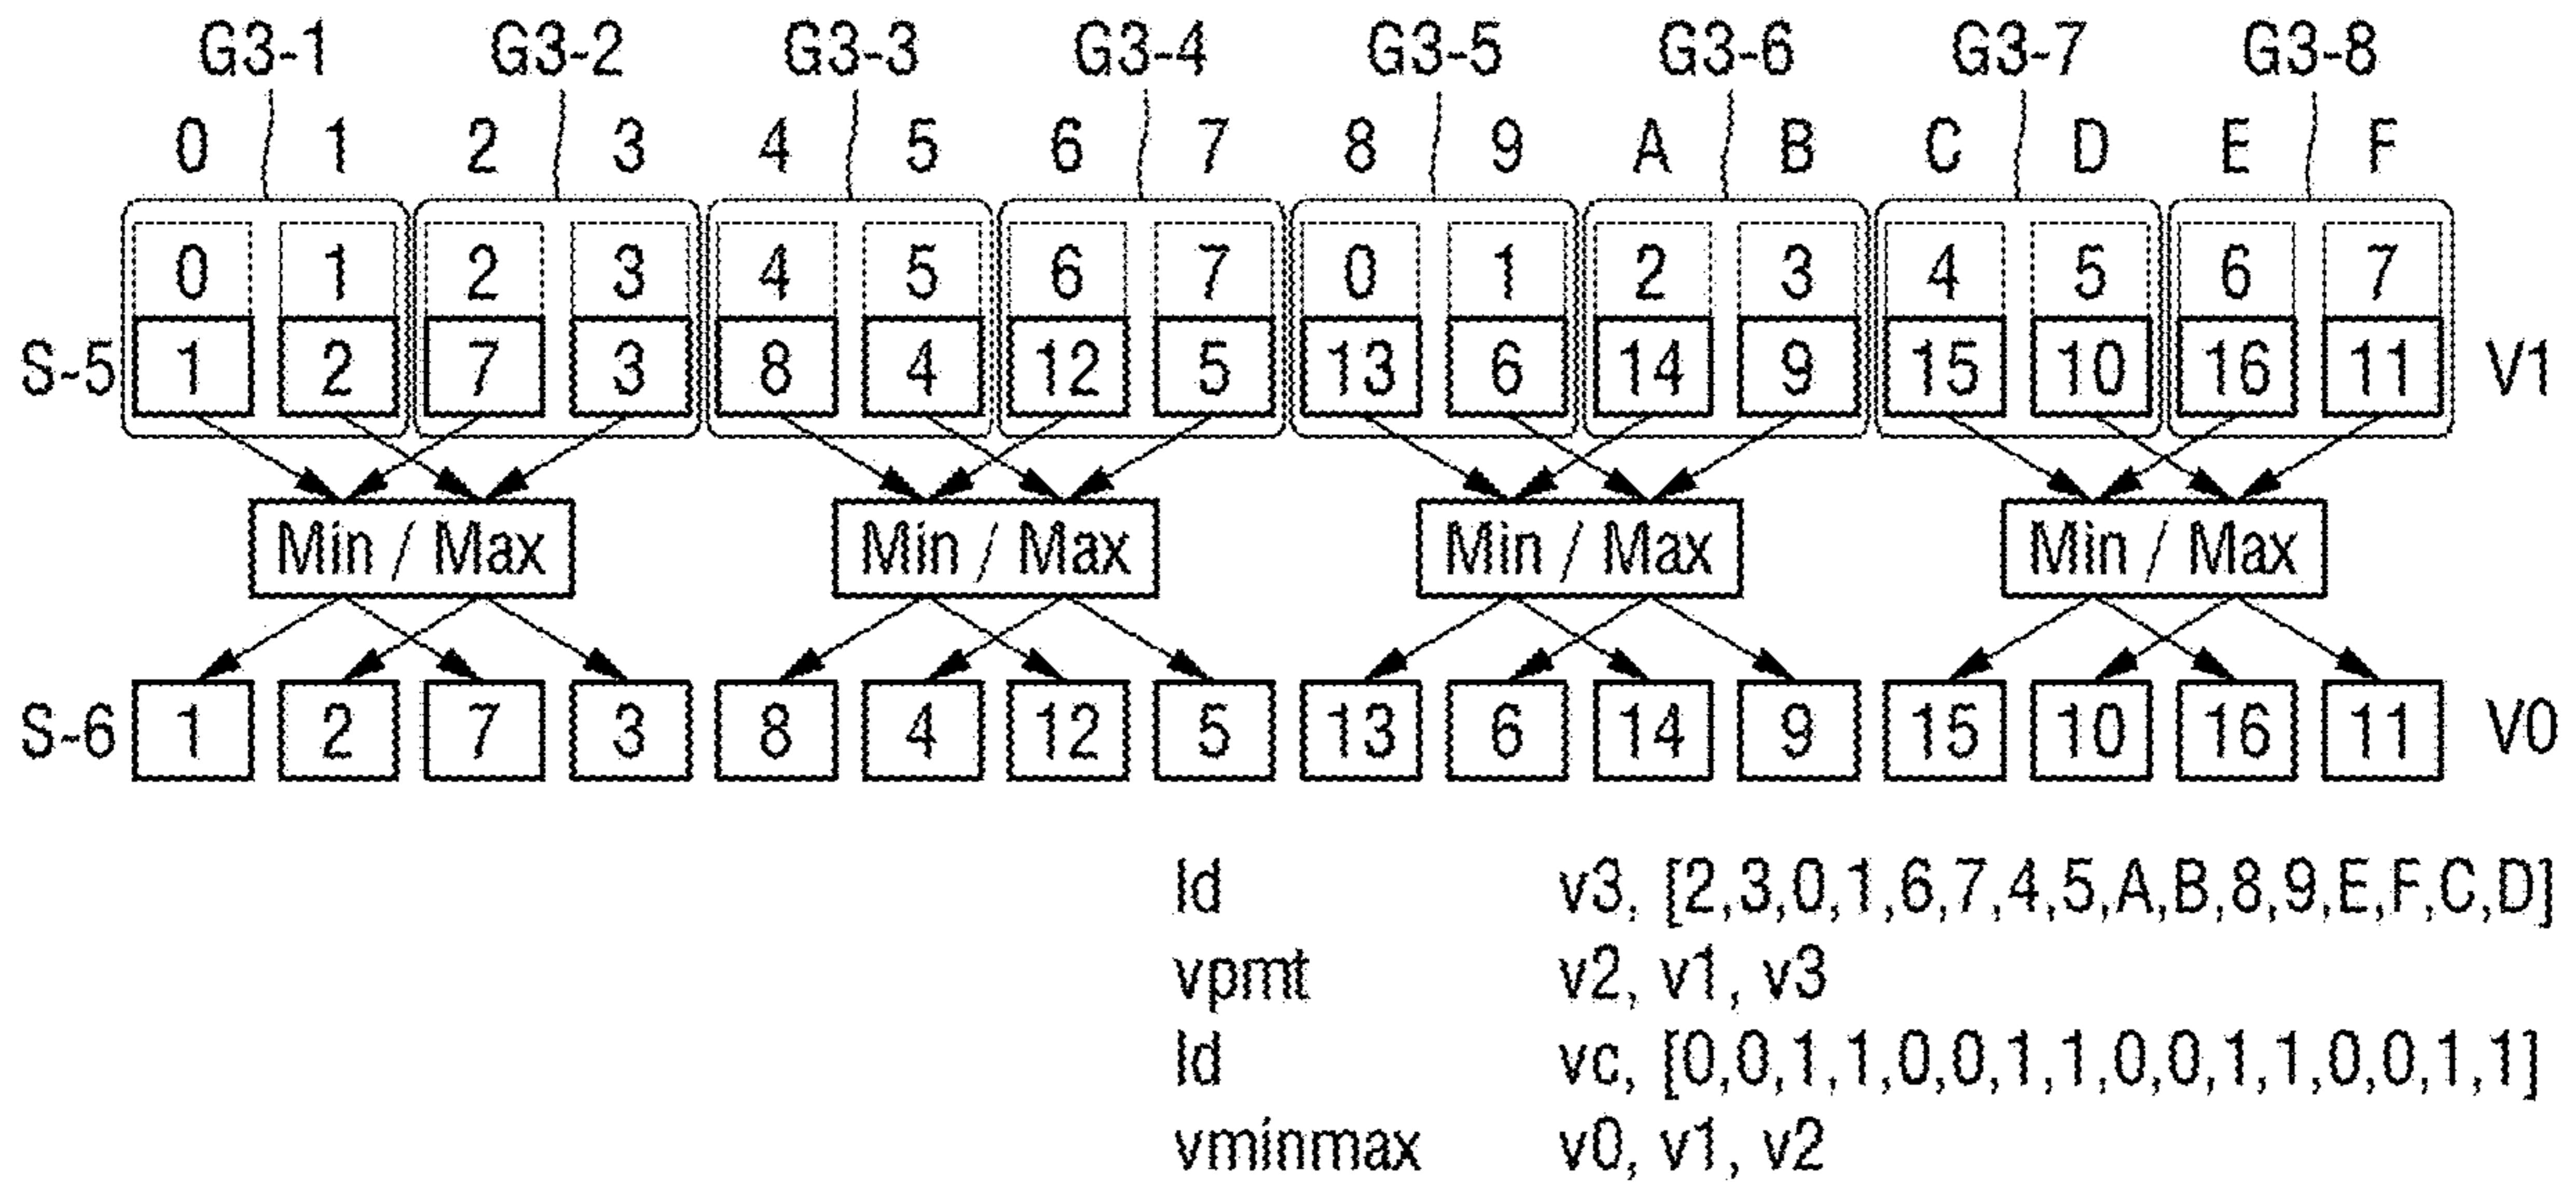 G3-1 G3-2 G3-3 G3-4 G3-5 G3-6 G3-7 G3-8
0 1 2 3 4 5 6 7 8 9 A B C D E F
0 1 2 3 4 5 6 7 0 1 2 3 4 5 6 7
S-5 1 2 7 3 8 4 12 5 13 6 14 9 15 10 16 11 V1
Min / Max Min / Max Min / Max Min / Max
S-6 1 2 7 3 8 4 12 5 13 6 14 9 15 10 16 11 V0
ld v3, [2,3,0,1,6,7,4,5,A,B,8,9,E,F,C,D]
vpmt v2, v1, v3
ld vc, [0,0,1,1,0,0,1,1,0,0,1,1,0,0,1,1]
vminmax v0, v1, v2